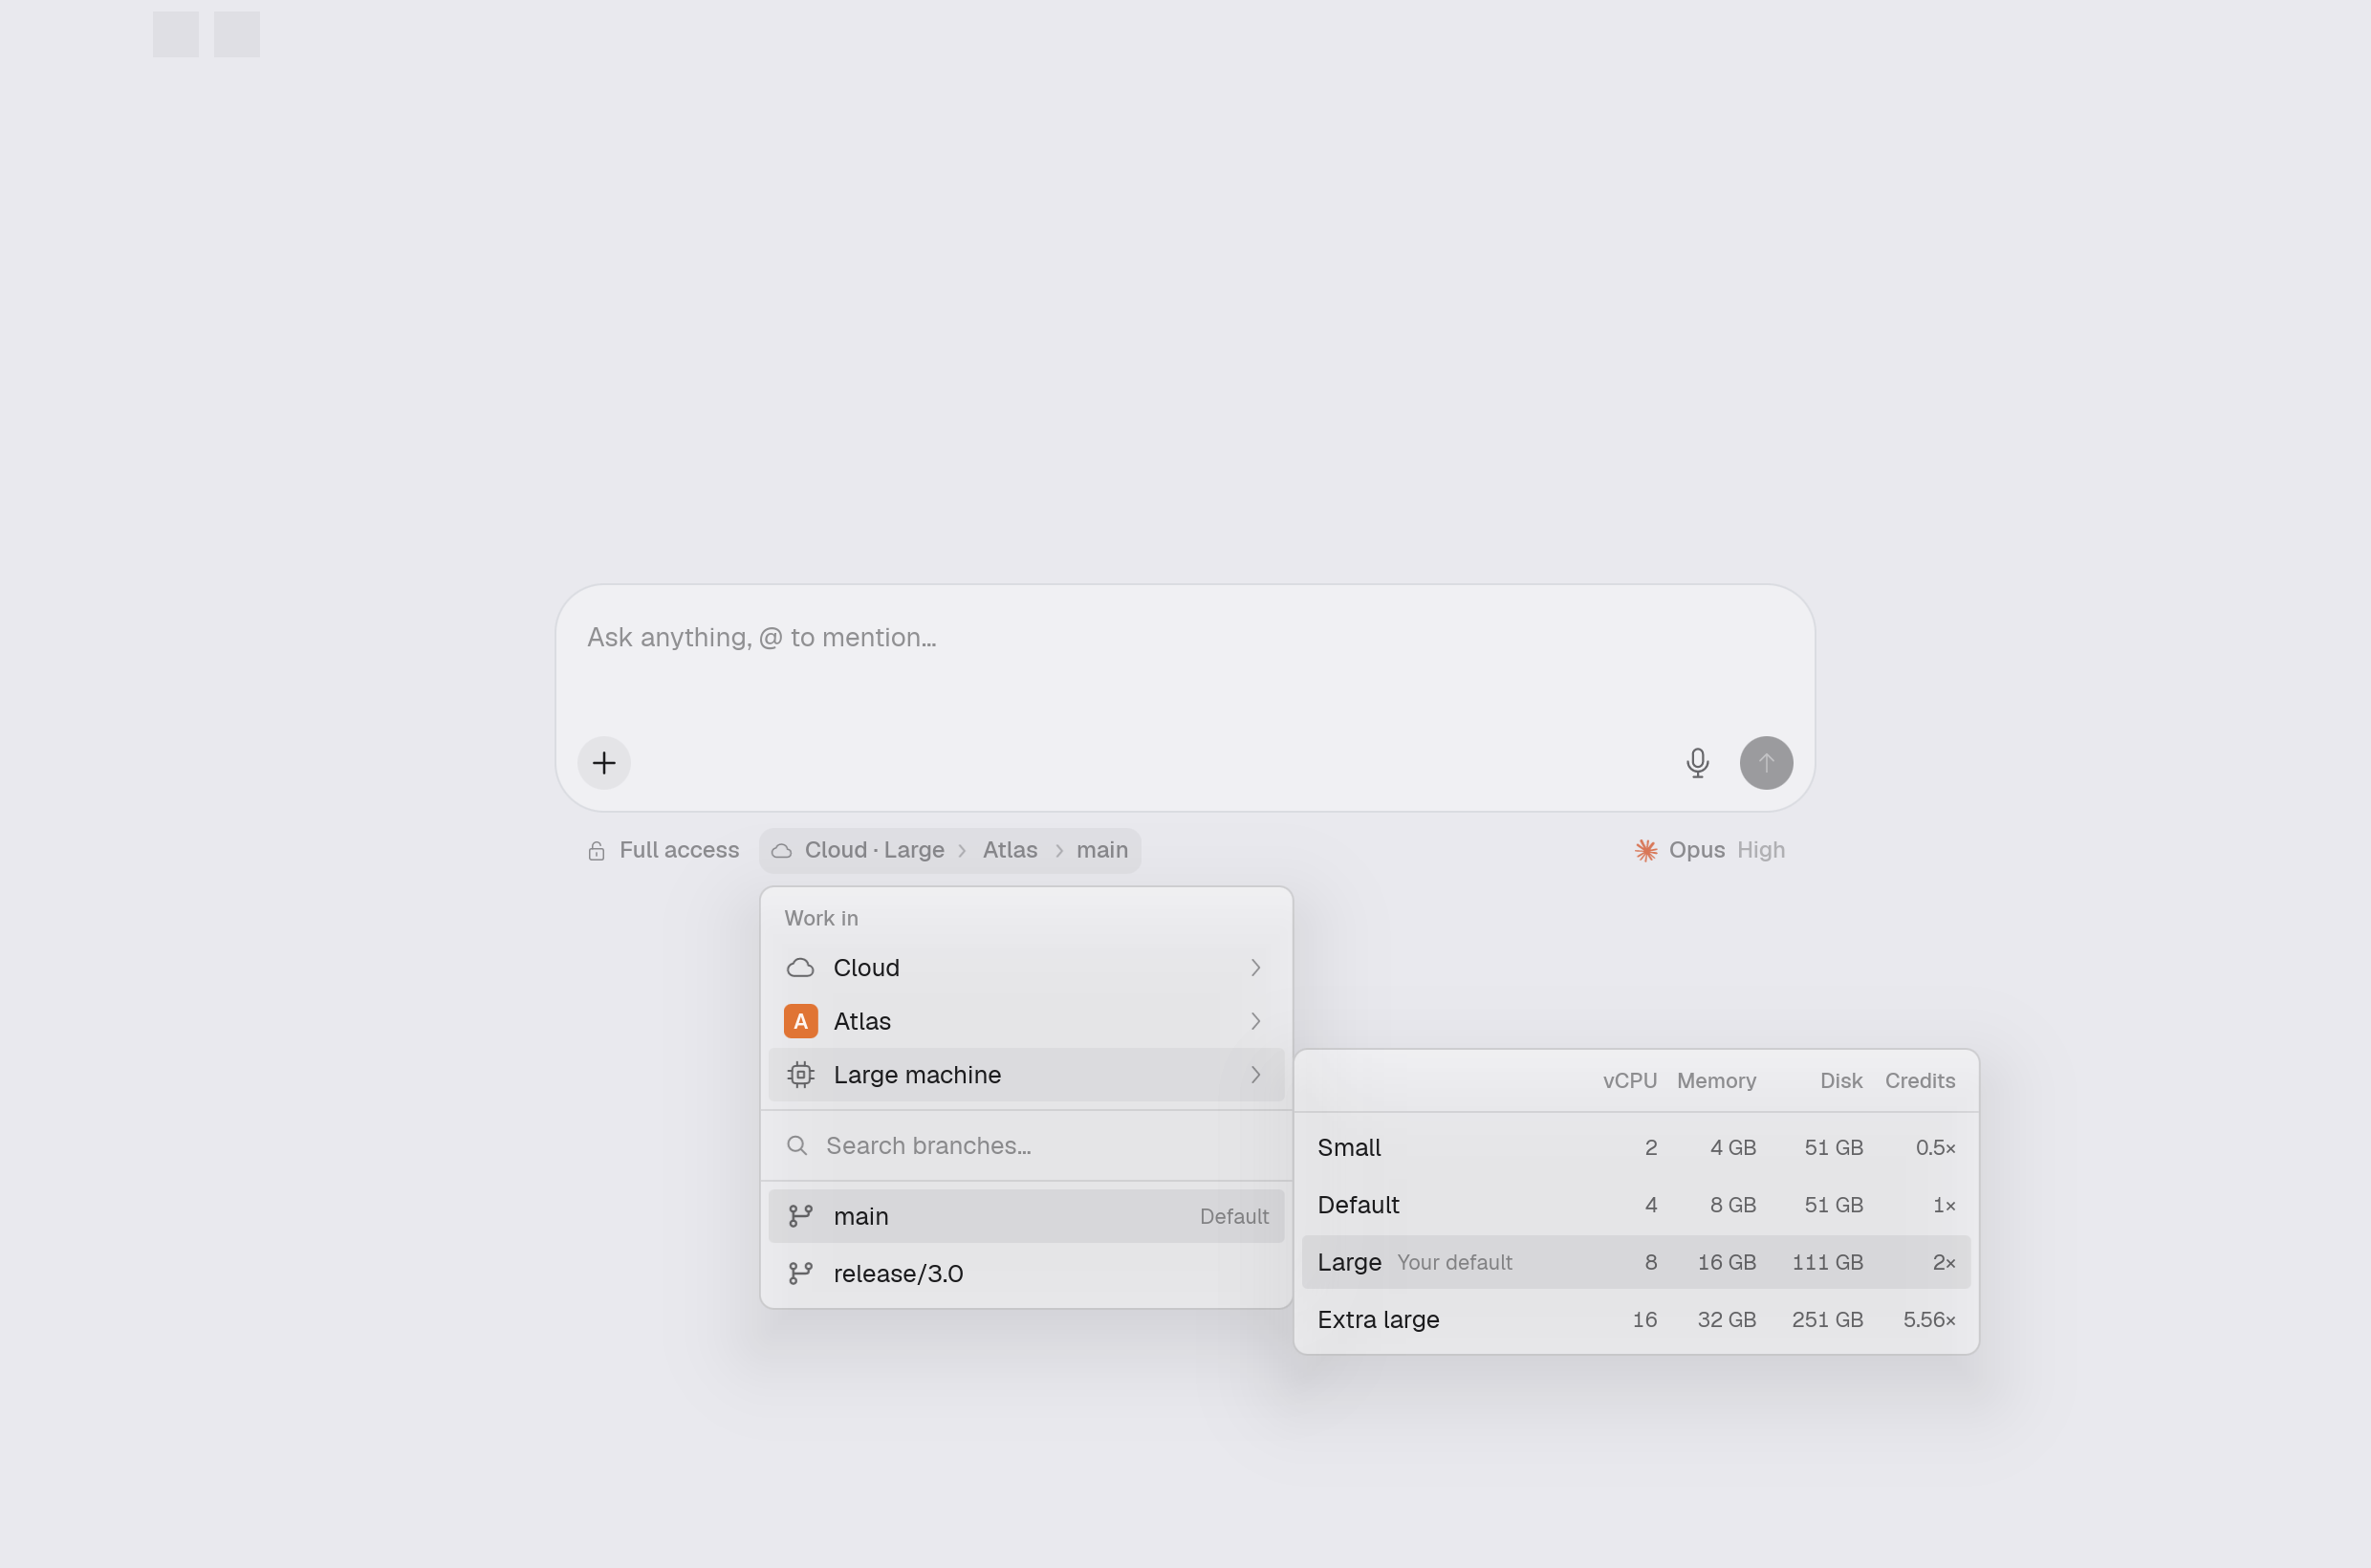 Ask anything, @ to mention…
Full access Cloud · Large Atlas main Opus High
Work in
Cloud
A Atlas
Large machine
Search branches…
main Default
release/3.0
vCPU Memory Disk Credits
Small 2 4 GB 51 GB 0.5×
Default 4 8 GB 51 GB 1×
Large Your default 8 16 GB 111 GB 2×
Extra large 16 32 GB 251 GB 5.56×